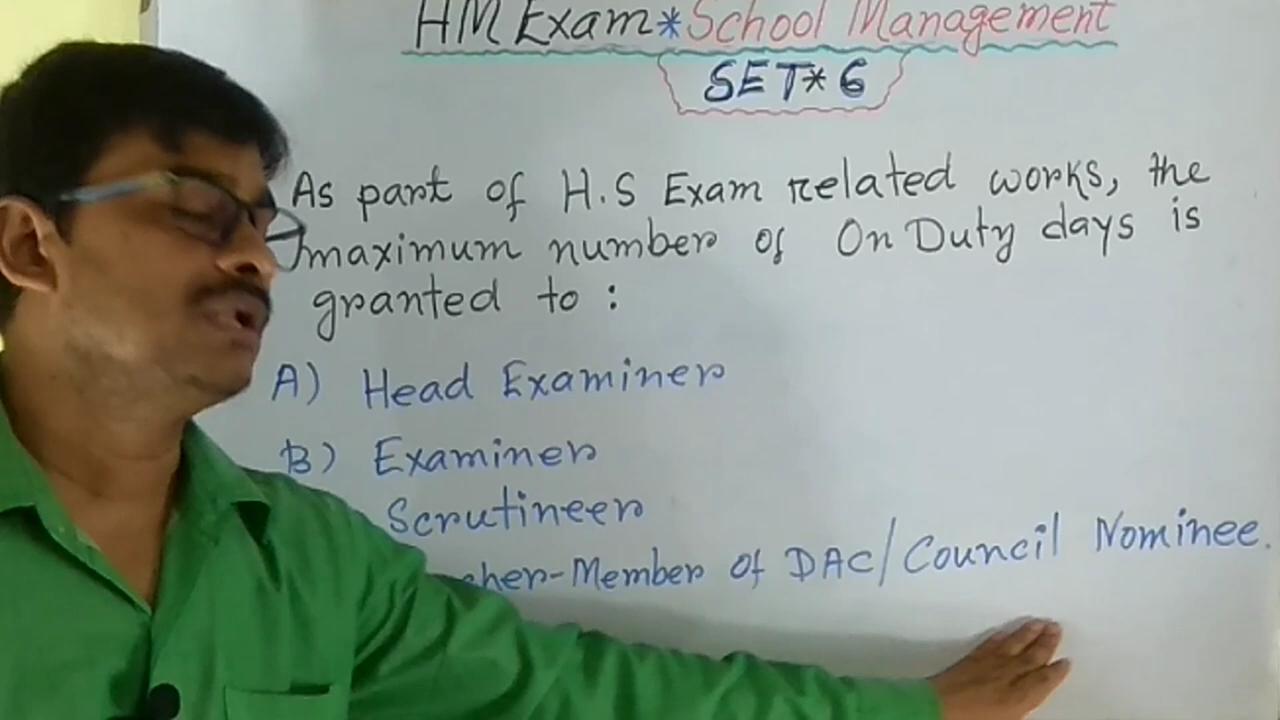 HM Exam*School Management
SET*6
As part of H.S Exam related works, the
maximum number of On Duty days is
granted to :
A) Head Examiner
B) Examiner
Scrutineer
cher-Member of DAC/Council Nominee.